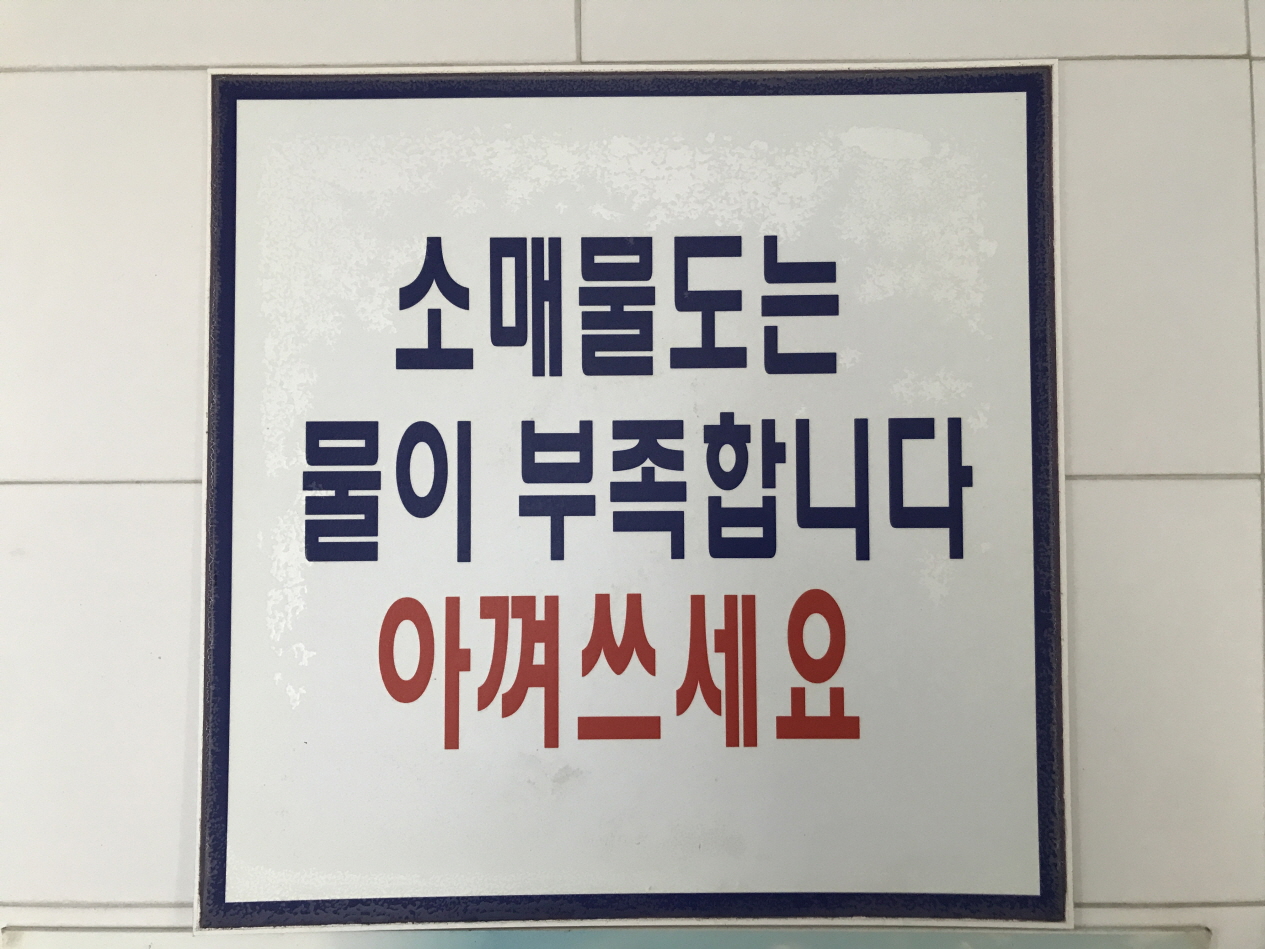 소매물도는
물이 부족합니다
아껴쓰세요